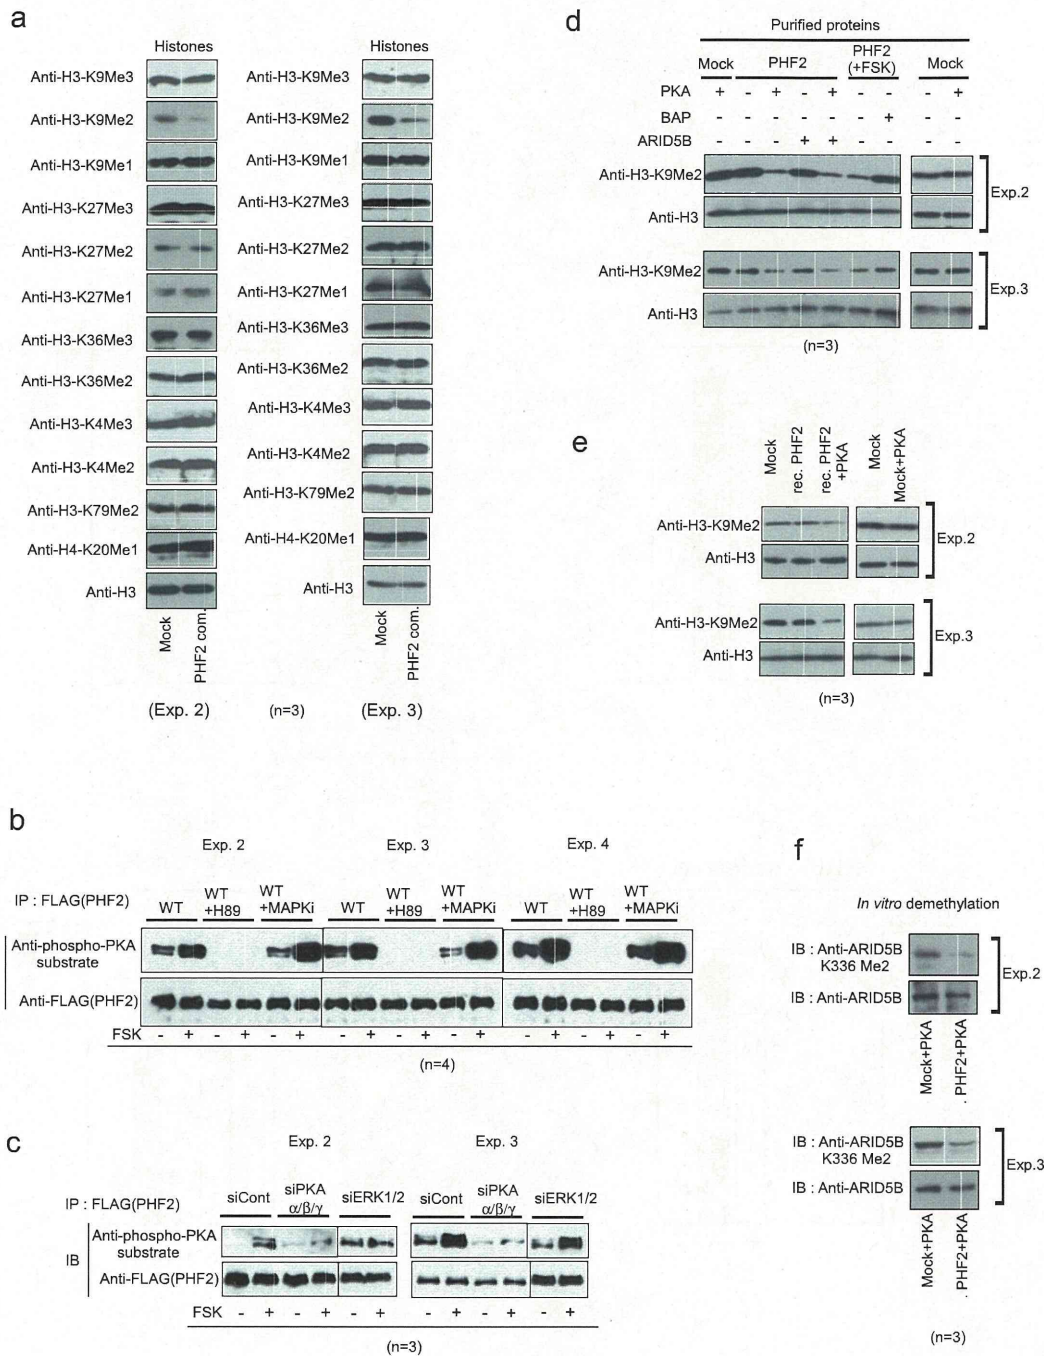 a
Histones
Anti-H3-K9Me3
Anti-H3-K9Me2
Anti-H3-K9Me1
Anti-H3-K27Me3
Anti-H3-K27Me2
Anti-H3-K27Me1
Anti-H3-K36Me3
Anti-H3-K36Me2
Anti-H3-K4Me3
Anti-H3-K4Me2
Anti-H3-K79Me2
Anti-H4-K20Me1
Anti-H3
Mock
PHF2 com.
(Exp. 2)
(n=3)
Histones
Anti-H3-K9Me3
Anti-H3-K9Me2
Anti-H3-K9Me1
Anti-H3-K27Me3
Anti-H3-K27Me2
Anti-H3-K27Me1
Anti-H3-K36Me3
Anti-H3-K36Me2
Anti-H3-K4Me3
Anti-H3-K4Me2
Anti-H3-K79Me2
Anti-H4-K20Me1
Anti-H3
Mock
PHF2 com.
(Exp. 3)
d
Purified proteins
Mock PHF2 PHF2 (+FSK) Mock
PKA + - + - + - - - +
BAP - - - - - - + - -
ARID5B - - - + + - - - -
Anti-H3-K9Me2
Anti-H3
Exp.2
Anti-H3-K9Me2
Anti-H3
Exp.3
(n=3)
e
Mock
rec. PHF2
rec. PHF2 +PKA
Mock
Mock+PKA
Anti-H3-K9Me2
Anti-H3
Exp.2
Anti-H3-K9Me2
Anti-H3
Exp.3
(n=3)
b
Exp. 2 Exp. 3 Exp. 4
IP : FLAG(PHF2)
WT WT +H89 WT +MAPKi WT WT +H89 WT +MAPKi WT WT +H89 WT +MAPKi
Anti-phospho-PKA
substrate
Anti-FLAG(PHF2)
FSK - + - + - + - + - + - + - + - + - +
(n=4)
c
Exp. 2 Exp. 3
IP : FLAG(PHF2)
siCont siPKA α/β/γ siERK1/2 siCont siPKA α/β/γ siERK1/2
IB
Anti-phospho-PKA
substrate
Anti-FLAG(PHF2)
FSK - + - + - + - + - + - +
(n=3)
f
In vitro demethylation
IB : Anti-ARID5B
K336 Me2
IB : Anti-ARID5B
Exp.2
Mock+PKA
PHF2+PKA
IB : Anti-ARID5B
K336 Me2
IB : Anti-ARID5B
Exp.3
Mock+PKA
PHF2+PKA
(n=3)